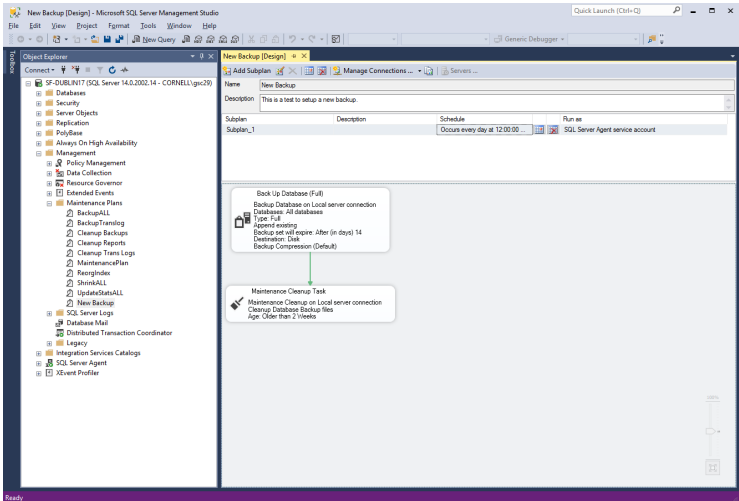 New Backup [Design] - Microsoft SQL Server Management Studio
Quick Launch (Ctrl+Q)
File Edit View Project Format Tools Window Help
New Query
Generic Debugger
Toolbox
Object Explorer
Connect
SF-DUBLINI17 (SQL Server 14.0.2002.14 - CORNELL\gsc29)
Databases
Security
Server Objects
Replication
PolyBase
Always On High Availability
Management
Policy Management
Data Collection
Resource Governor
Extended Events
Maintenance Plans
BackupALL
BackupTranslog
Cleanup Backups
Cleanup Reports
Cleanup Trans Logs
MaintenancePlan
ReorgIndex
ShrinkALL
UpdateStatsALL
New Backup
SQL Server Logs
Database Mail
Distributed Transaction Coordinator
Legacy
Integration Services Catalogs
SQL Server Agent
XEvent Profiler
New Backup [Design]
Add Subplan Manage Connections ... Servers ...
Name New Backup
Description This is a test to setup a new backup.
Subplan Description Schedule Run as
Subplan_1 Occurs every day at 12:00:00 ... SQL Server Agent service account
Back Up Database (Full)
Backup Database on Local server connection
Databases: All databases
Type: Full
Append existing
Backup set will expire: After (in days) 14
Destination: Disk
Backup Compression (Default)
Maintenance Cleanup Task
Maintenance Cleanup on Local server connection
Cleanup Database Backup files
Age: Older than 2 Weeks
Ready